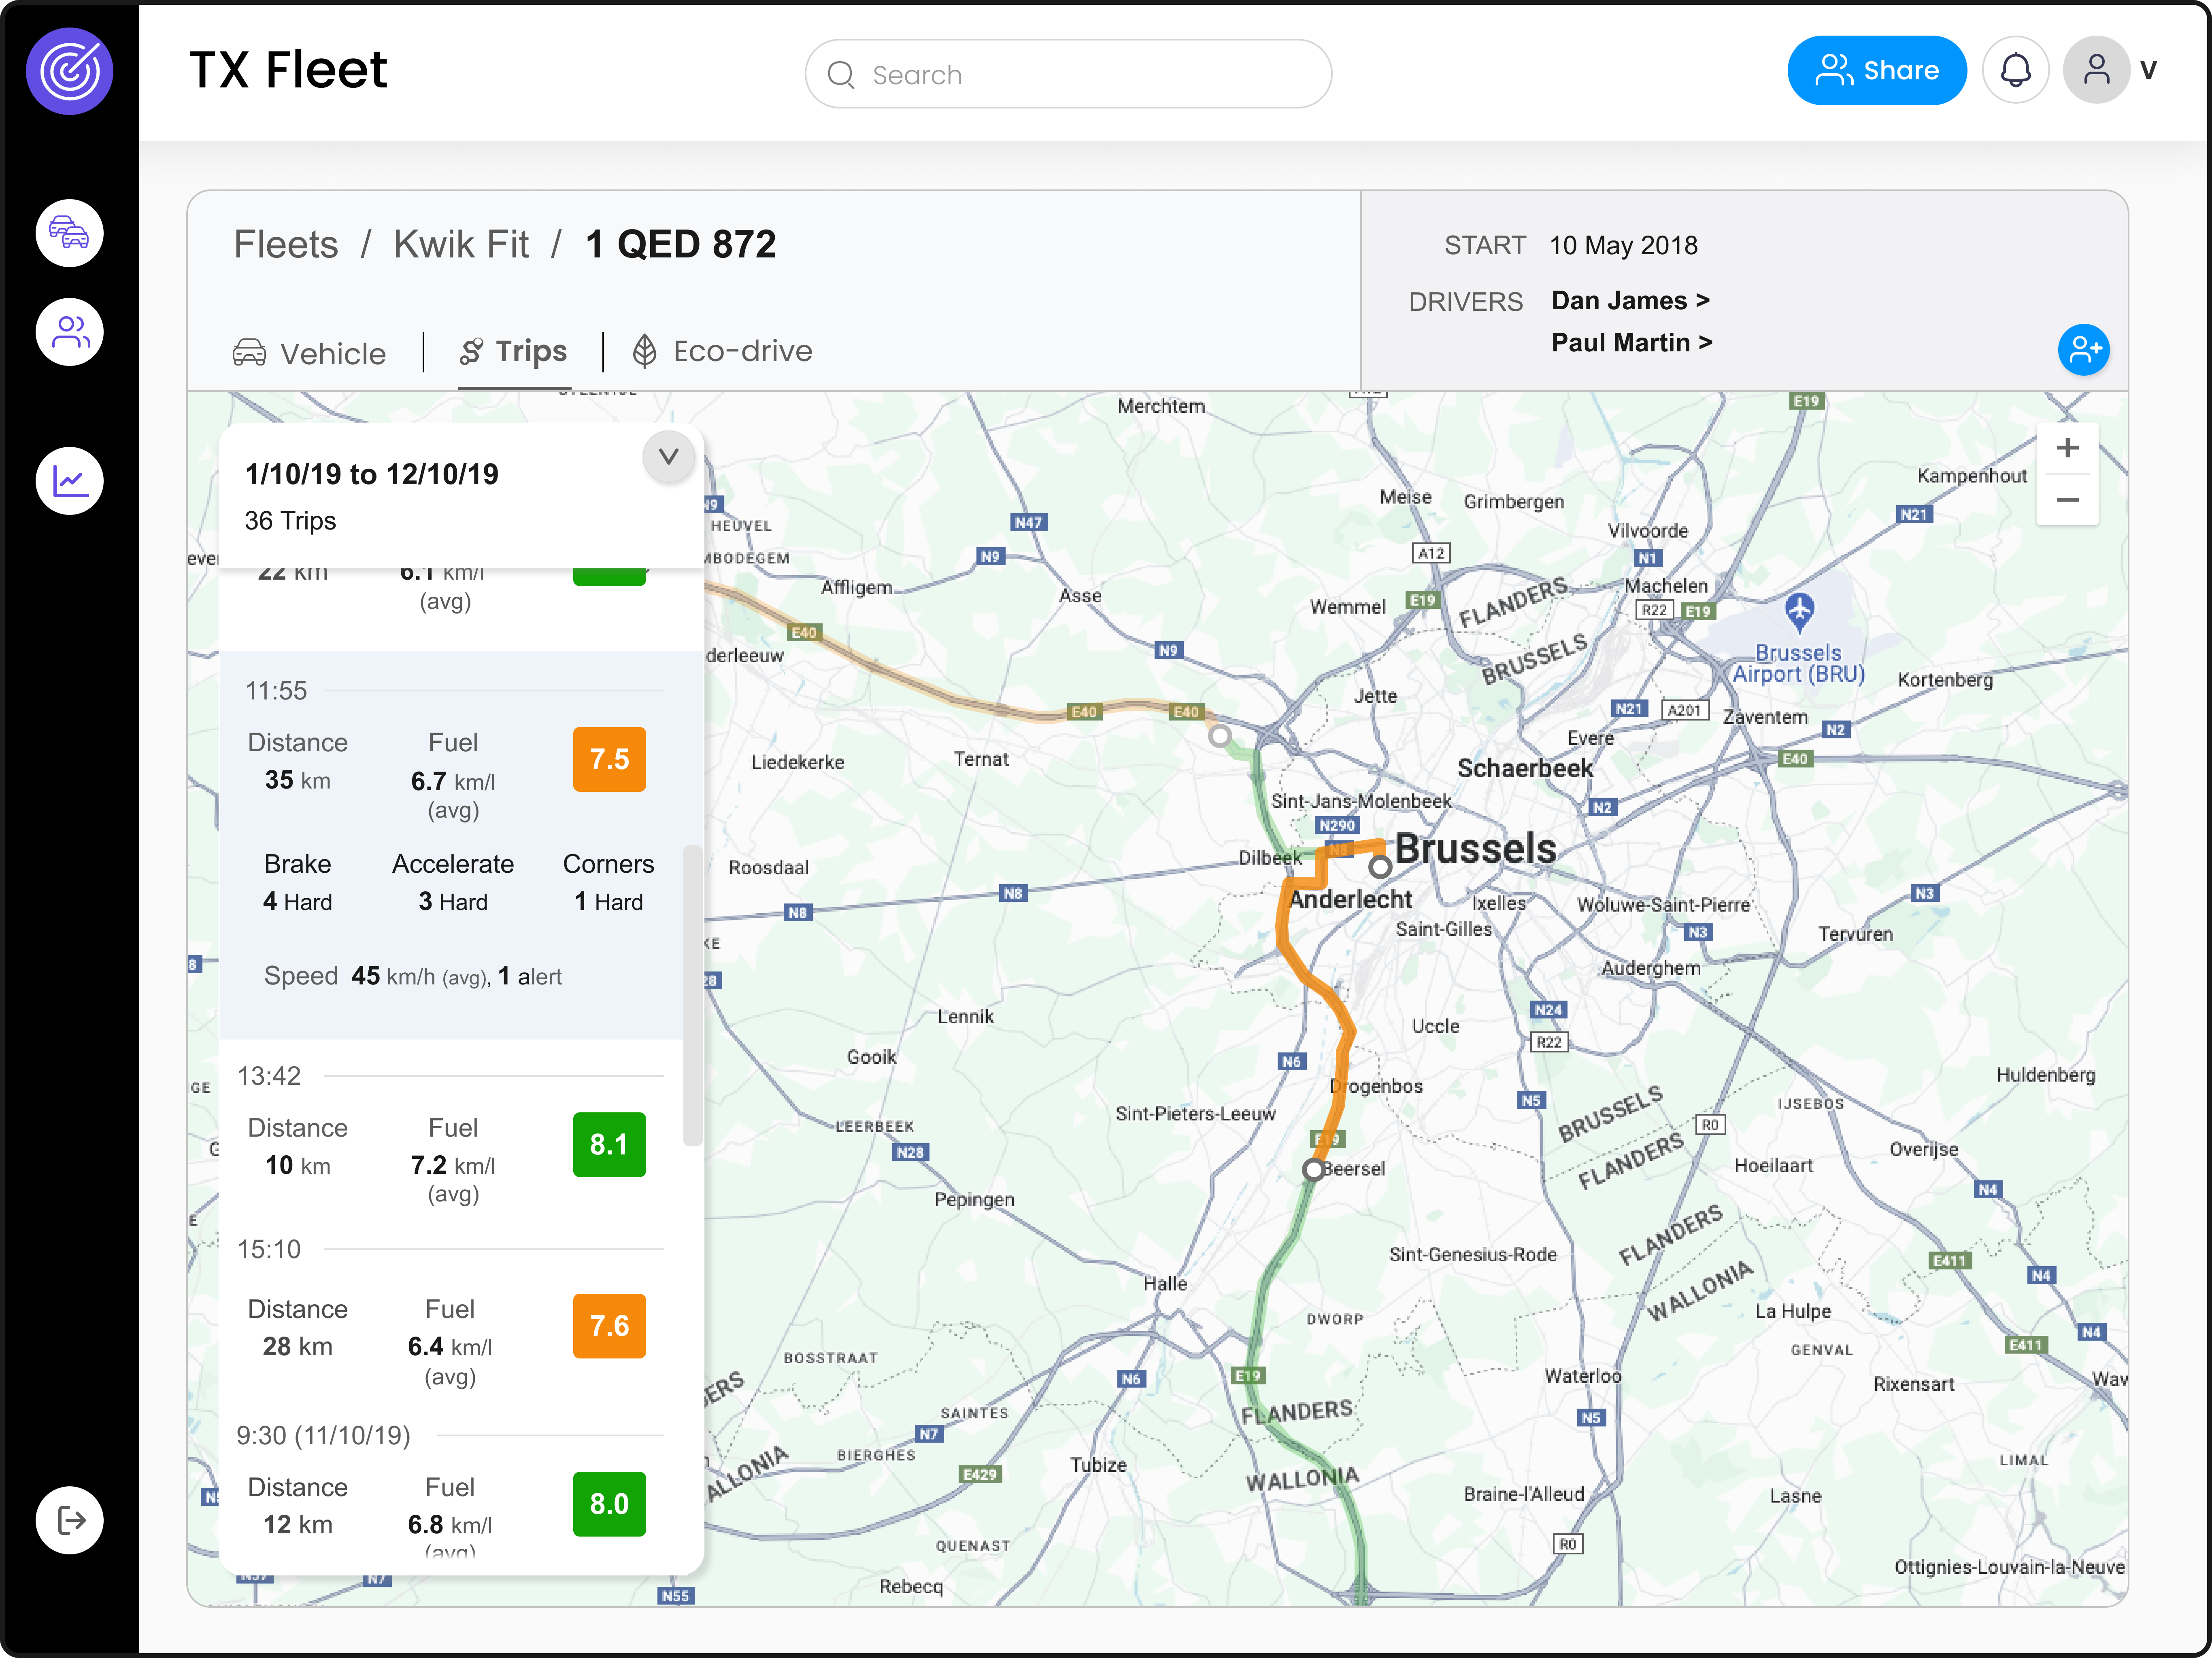 TX Fleet
Search
Share
V
Fleets / Kwik Fit / 1 QED 872
START 10 May 2018
DRIVERS Dan James >
Paul Martin >
Vehicle
Trips
Eco-drive
1/10/19 to 12/10/19
36 Trips
V
22 km 6.1 km/l
(avg)
11:55
Distance Fuel
7.5
35 km 6.7 km/l
(avg)
Brake Accelerate Corners
4 Hard 3 Hard 1 Hard
Speed 45 km/h (avg), 1 alert
13:42
Distance Fuel
8.1
10 km 7.2 km/l
(avg)
15:10
Distance Fuel
7.6
28 km 6.4 km/l
(avg)
9:30 (11/10/19)
Distance Fuel
8.0
12 km 6.8 km/l
(avg)
+
−
Merchtem
E19
Kampenhout
Meise
Grimbergen
N21
N9
HEUVEL
N47
Vilvoorde
A12
N1
MBODEGEM
N9
Affligem
Asse
Machelen
Wemmel
E19
FLANDERS
R22
E19
E40
BRUSSELS
Brussels
Airport (BRU)
derleeuw
N9
Kortenberg
Jette
E40
E40
N21
A201
Zaventem
N2
Liedekerke
Ternat
Evere
Schaerbeek
E40
Sint-Jans-Molenbeek
N2
N290
N8
Brussels
Dilbeek
Roosdaal
N8
N8
Anderlecht
Ixelles
Woluwe-Saint-Pierre
N3
Saint-Gilles
N3
Tervuren
KE
8
28
Auderghem
Lennik
Uccle
N24
R22
Gooik
N6
GE
Drogenbos
N5
BRUSSELS
FLANDERS
IJSEBOS
Huldenberg
Sint-Pieters-Leeuw
LEERBEEK
N28
E19
R0
Overijse
Beersel
Hoeilaart
Pepingen
N4
FLANDERS
WALLONIA
Sint-Genesius-Rode
E411
N4
Halle
DWORP
La Hulpe
N4
BOSSTRAAT
GENVAL
E411
N6
E19
Waterloo
Rixensart
Wav
ERS
SAINTES
FLANDERS
N5
N7
BIERGHES
ALLONIA
E429
Tubize
WALLONIA
LIMAL
Braine-l'Alleud
Lasne
QUENAST
R0
Rebecq
Ottignies-Louvain-la-Neuve
N7
N55